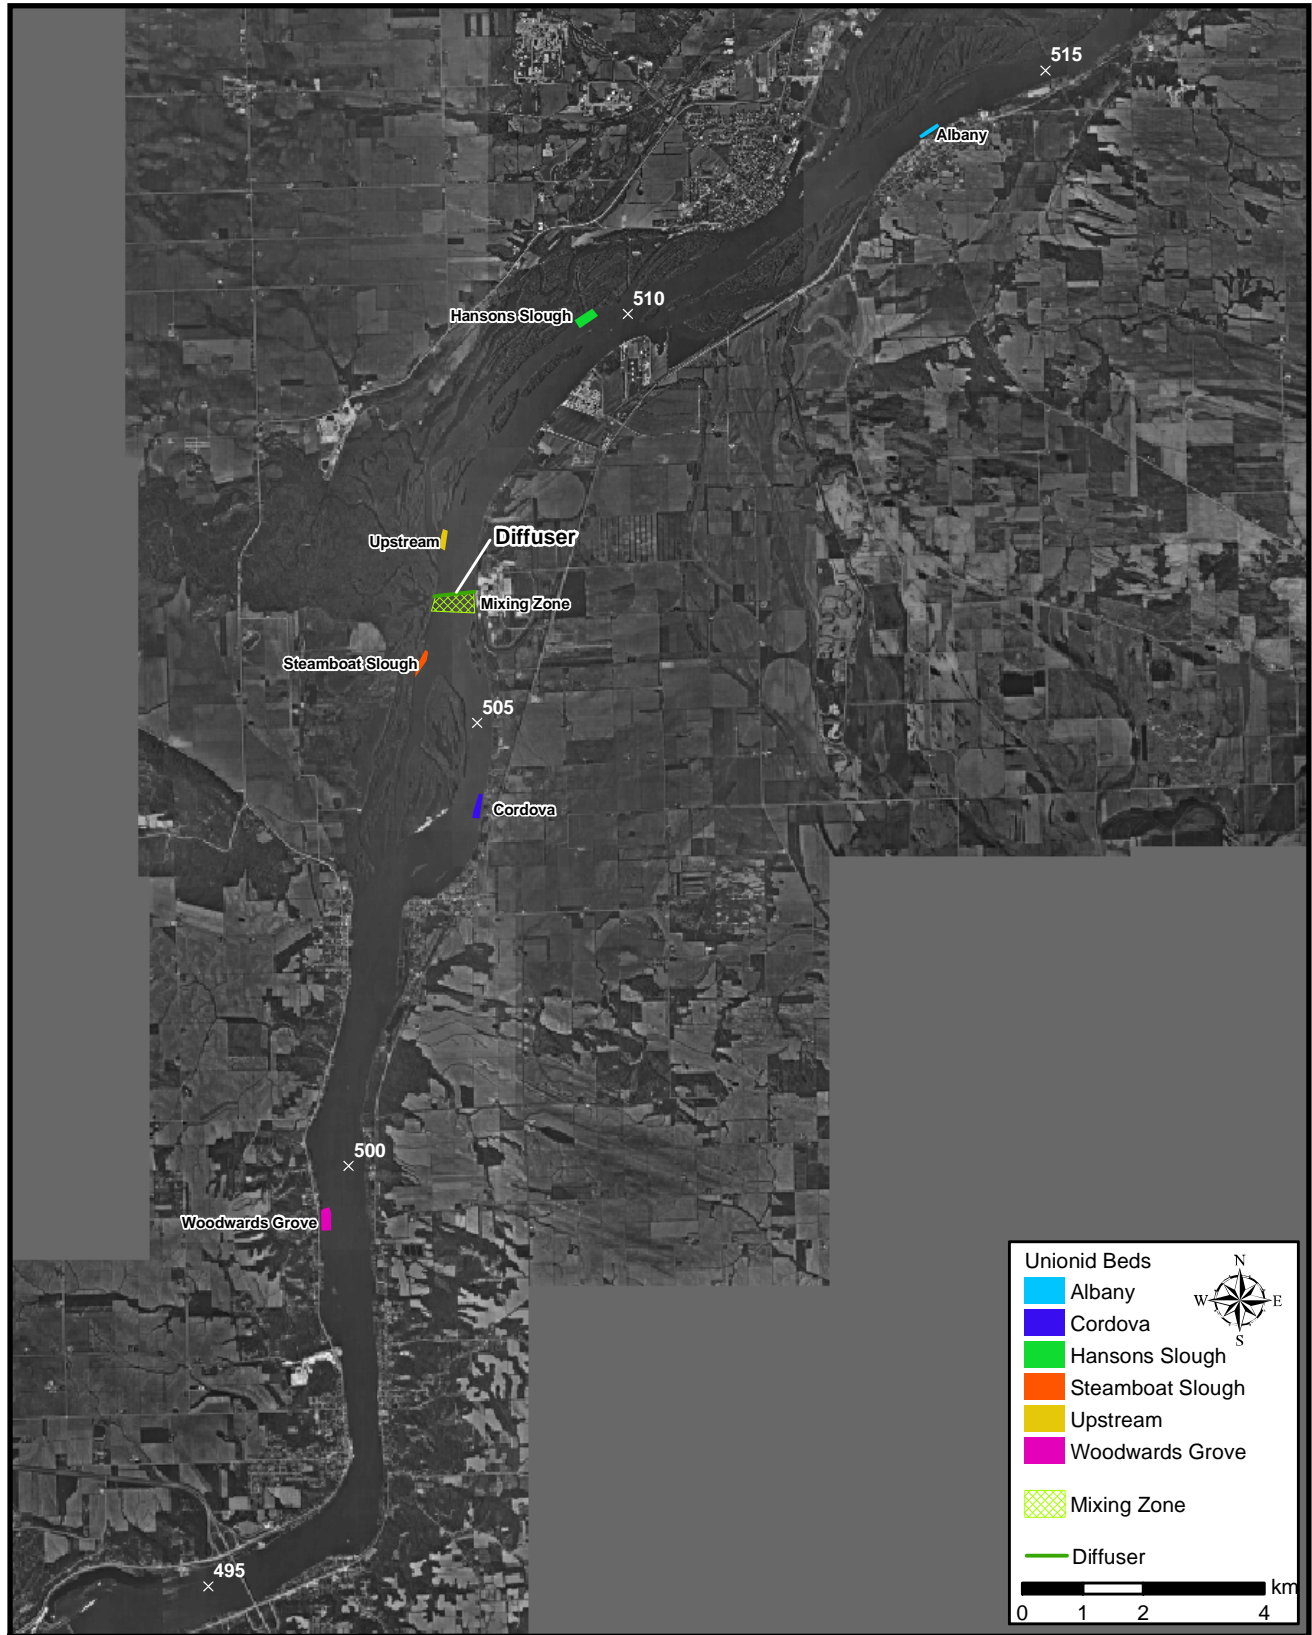 515
Albany
510
Hansons Slough
Upstream
Diffuser
Mixing Zone
Steamboat Slough
505
Cordova
500
Woodwards Grove
495
Unionid Beds
N
W E
S
Albany
Cordova
Hansons Slough
Steamboat Slough
Upstream
Woodwards Grove
Mixing Zone
Diffuser
km
0 1 2 4